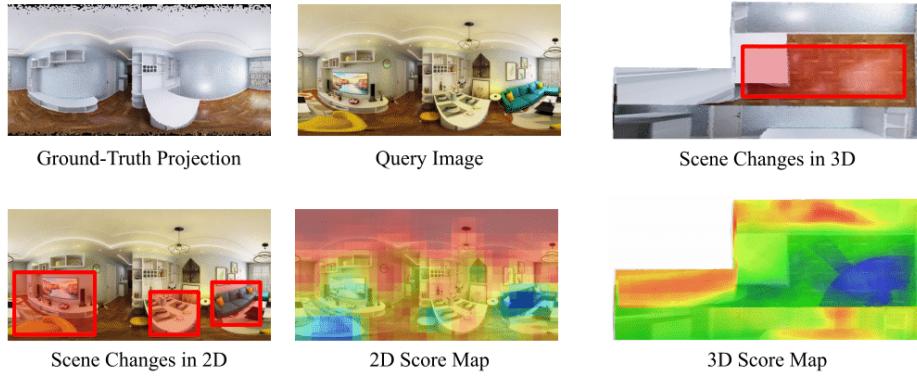 Ground-Truth Projection
Query Image
Scene Changes in 3D
Scene Changes in 2D
2D Score Map
3D Score Map